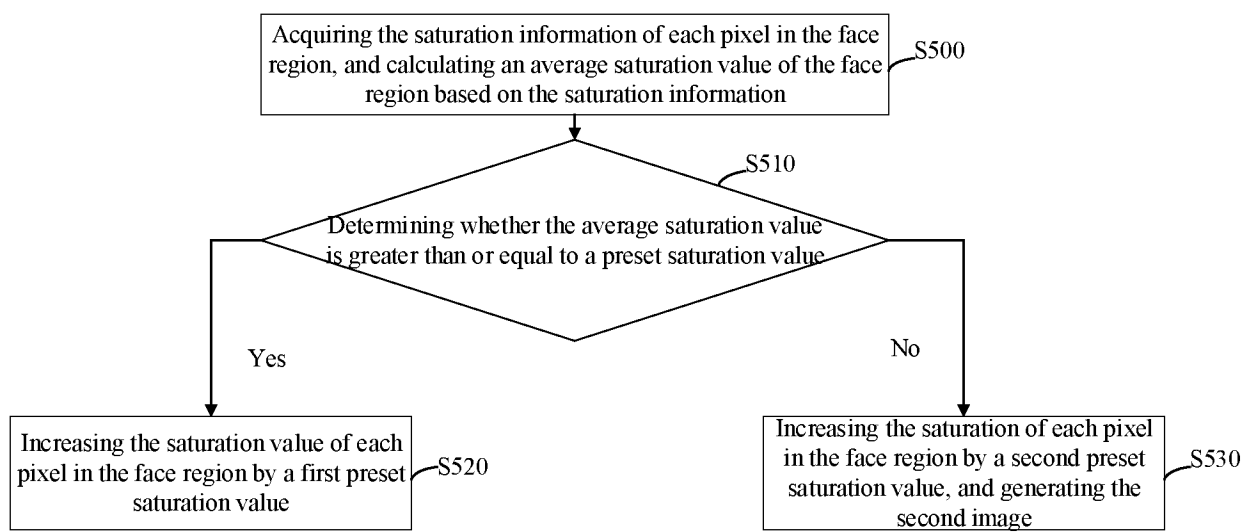 Acquiring the saturation information of each pixel in the face
region, and calculating an average saturation value of the face
region based on the saturation information
S500
S510
Determining whether the average saturation value
is greater than or equal to a preset saturation value
Yes
No
Increasing the saturation value of each
pixel in the face region by a first preset
saturation value
S520
Increasing the saturation of each pixel
in the face region by a second preset
saturation value, and generating the
second image
S530